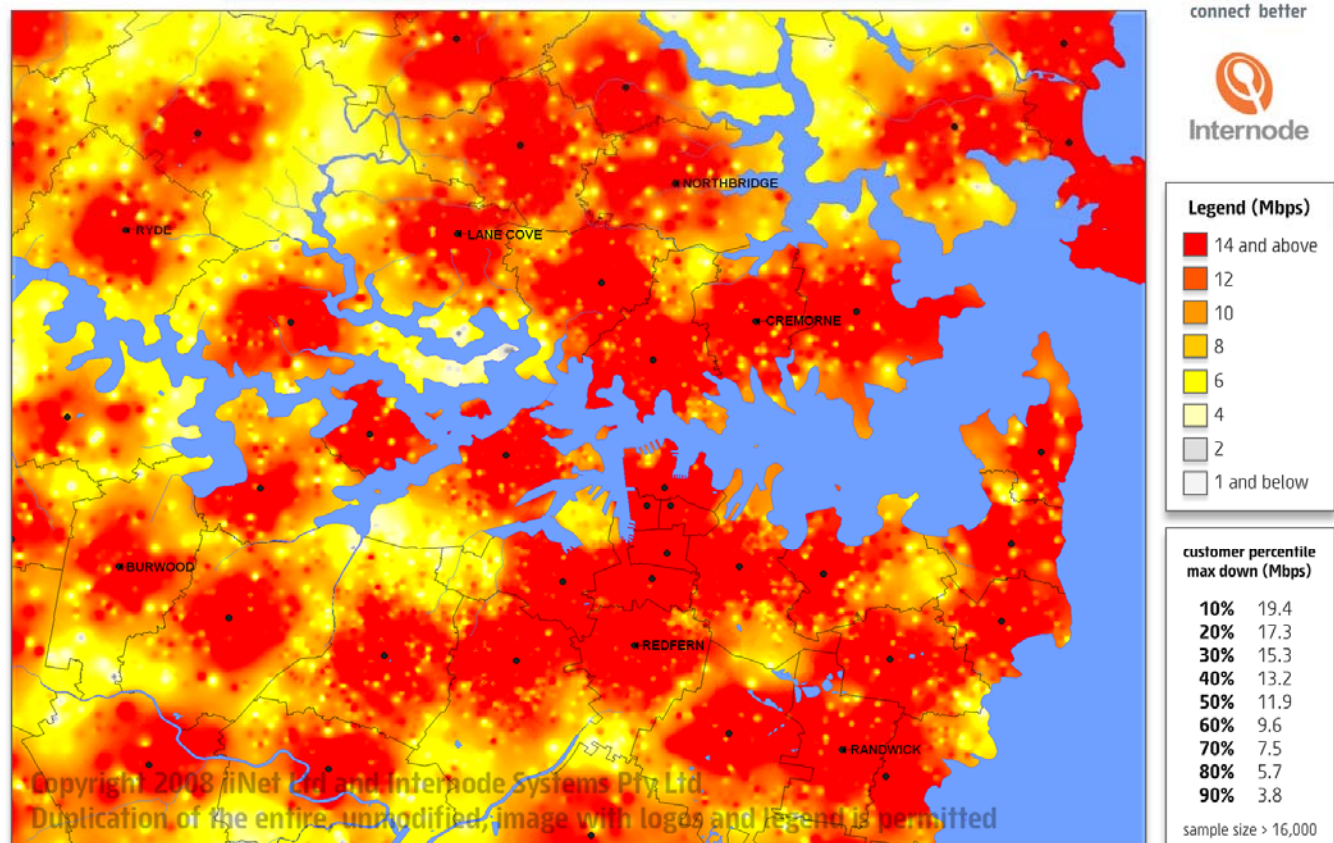 connect better
Internode
NORTHBRIDGE
RYDE
LANE COVE
CREMORNE
BURWOOD
REDFERN
RANDWICK
Copyright 2008 iiNet Ltd and Internode Systems Pty Ltd
Duplication of the entire, unmodified, image with logos and legend is permitted
Legend (Mbps)
14 and above
12
10
8
6
4
2
1 and below
customer percentile
max down (Mbps)
10% 19.4
20% 17.3
30% 15.3
40% 13.2
50% 11.9
60% 9.6
70% 7.5
80% 5.7
90% 3.8
sample size > 16,000